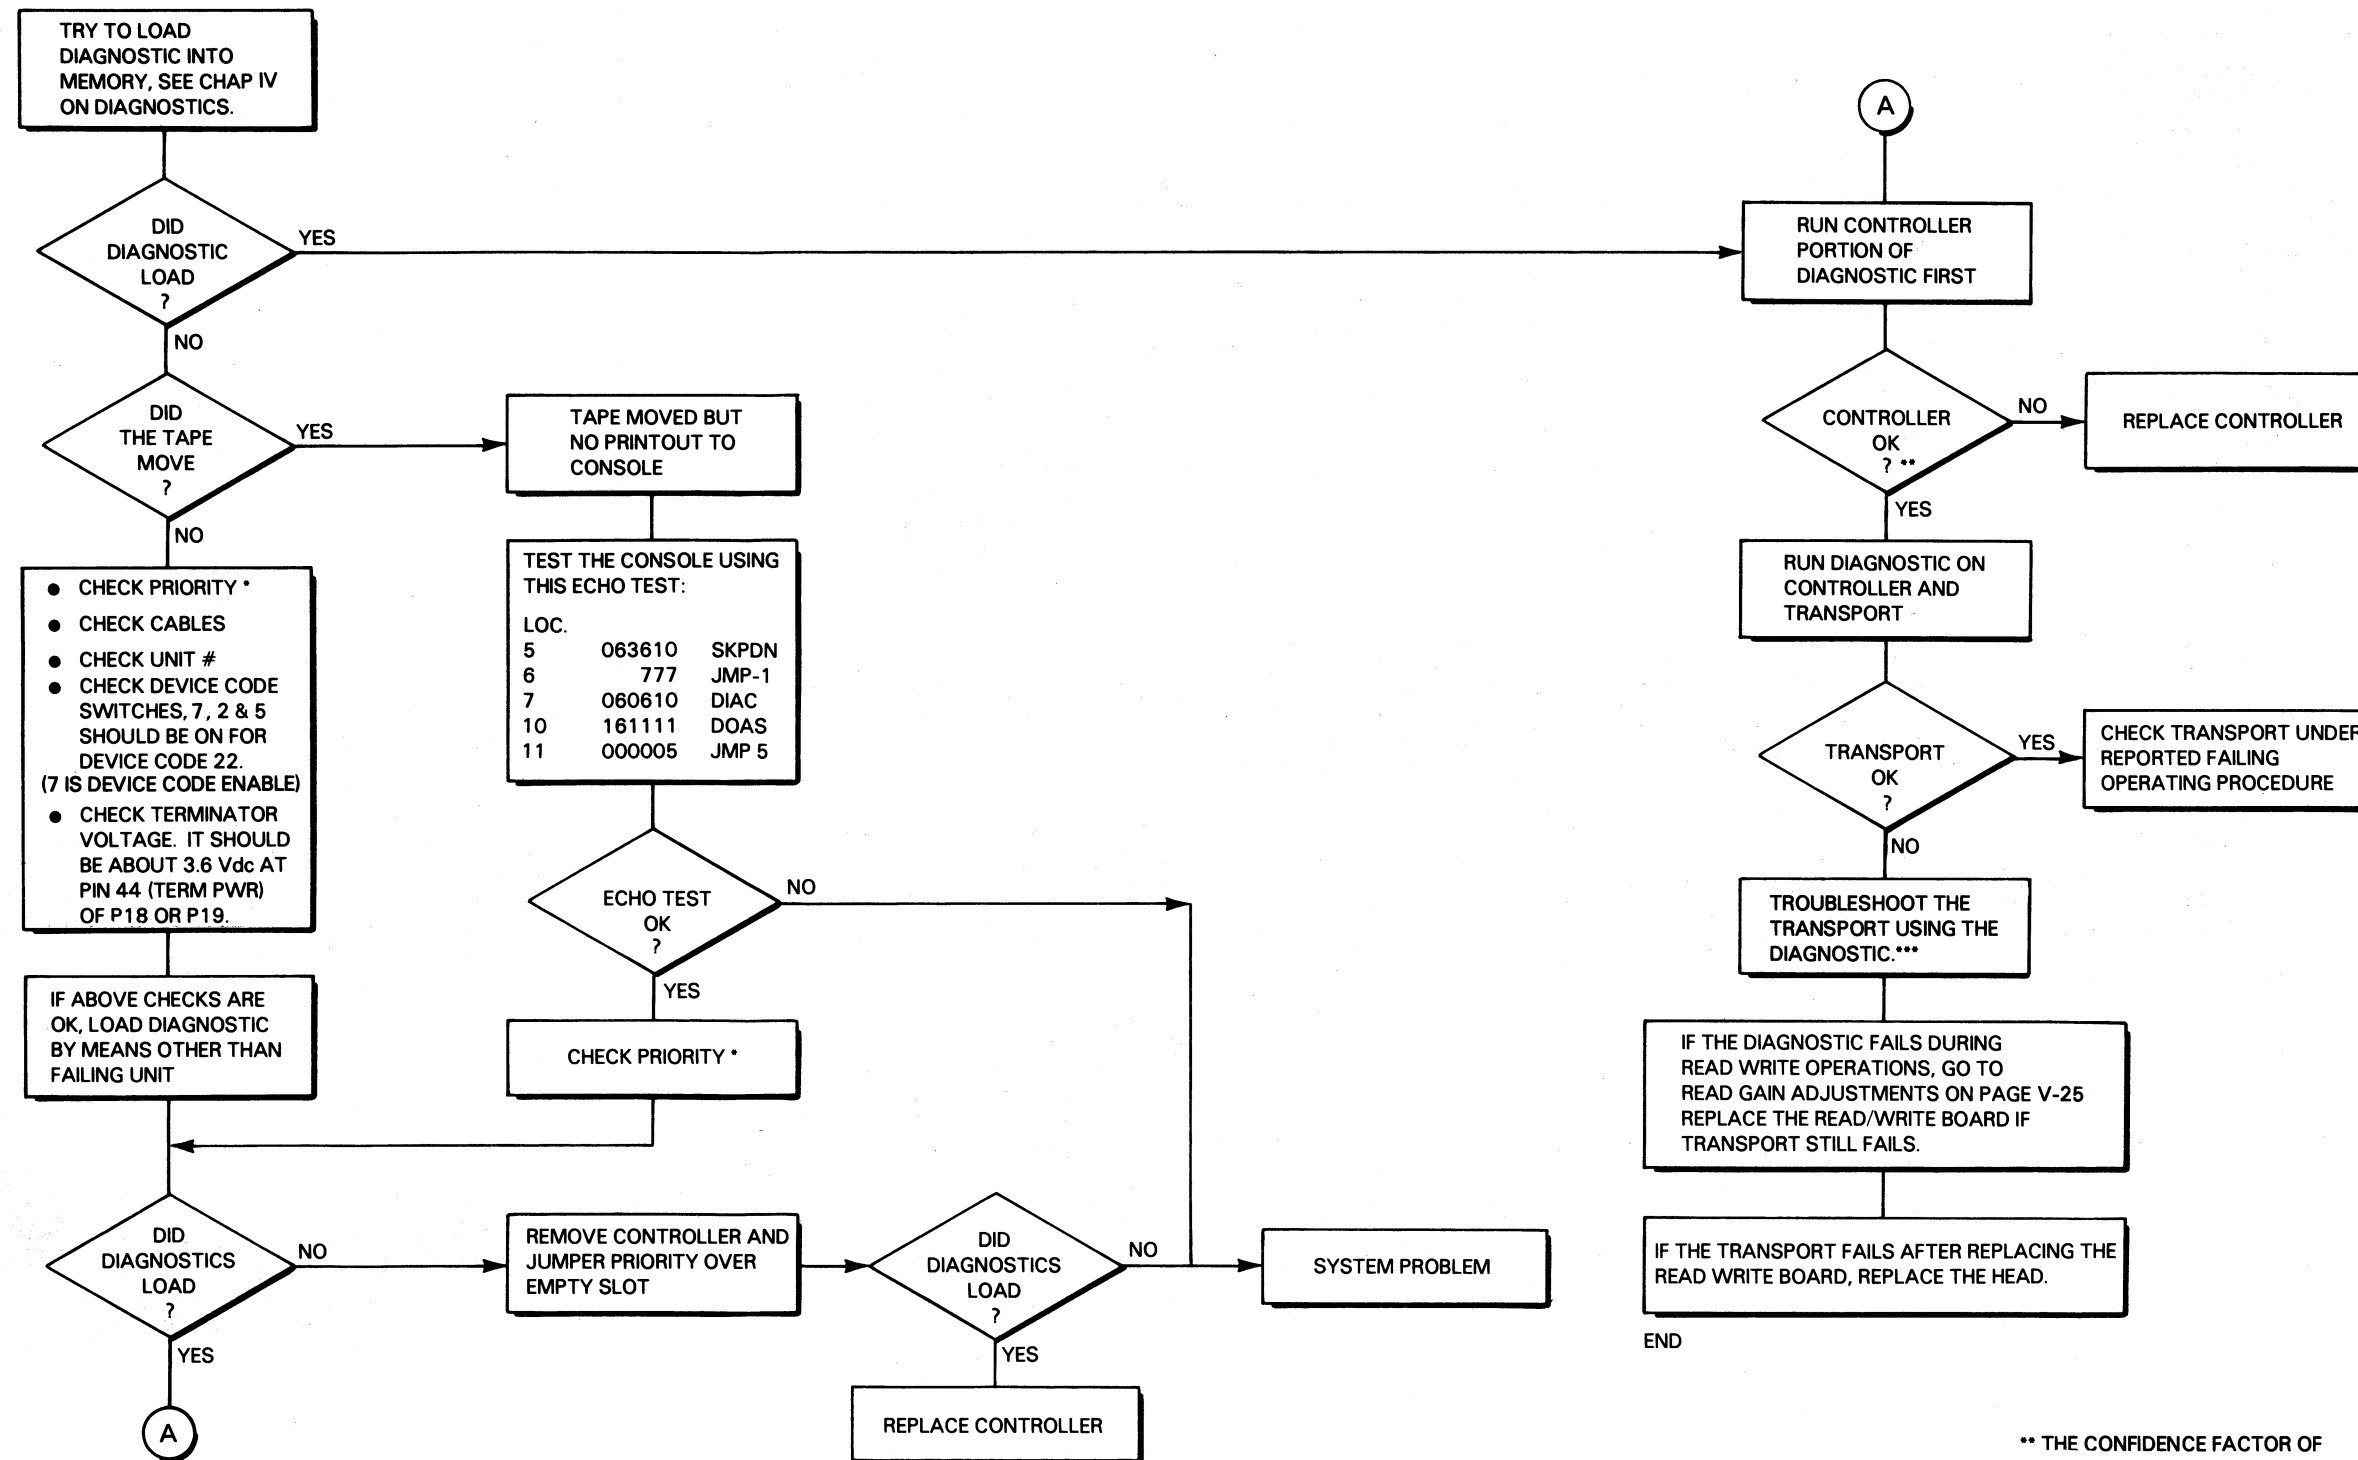 TRY TO LOAD
DIAGNOSTIC INTO
MEMORY, SEE CHAP IV
ON DIAGNOSTICS.
DID
DIAGNOSTIC
LOAD
?
YES
NO
DID
THE TAPE
MOVE
?
YES
NO
● CHECK PRIORITY *
● CHECK CABLES
● CHECK UNIT #
● CHECK DEVICE CODE
SWITCHES, 7, 2 & 5
SHOULD BE ON FOR
DEVICE CODE 22.
(7 IS DEVICE CODE ENABLE)
● CHECK TERMINATOR
VOLTAGE. IT SHOULD
BE ABOUT 3.6 Vdc AT
PIN 44 (TERM PWR)
OF P18 OR P19.
IF ABOVE CHECKS ARE
OK, LOAD DIAGNOSTIC
BY MEANS OTHER THAN
FAILING UNIT
DID
DIAGNOSTICS
LOAD
?
NO
YES
A
TAPE MOVED BUT
NO PRINTOUT TO
CONSOLE
TEST THE CONSOLE USING
THIS ECHO TEST:
LOC.
5 063610 SKPDN
6 777 JMP-1
7 060610 DIAC
10 161111 DOAS
11 000005 JMP 5
ECHO TEST
OK
?
NO
YES
CHECK PRIORITY *
REMOVE CONTROLLER AND
JUMPER PRIORITY OVER
EMPTY SLOT
DID
DIAGNOSTICS
LOAD
?
NO
YES
REPLACE CONTROLLER
SYSTEM PROBLEM
A
RUN CONTROLLER
PORTION OF
DIAGNOSTIC FIRST
CONTROLLER
OK
? **
NO
REPLACE CONTROLLER
YES
RUN DIAGNOSTIC ON
CONTROLLER AND
TRANSPORT
TRANSPORT
OK
?
YES
CHECK TRANSPORT UNDER
REPORTED FAILING
OPERATING PROCEDURE
NO
TROUBLESHOOT THE
TRANSPORT USING THE
DIAGNOSTIC.***
IF THE DIAGNOSTIC FAILS DURING
READ WRITE OPERATIONS, GO TO
READ GAIN ADJUSTMENTS ON PAGE V-25
REPLACE THE READ/WRITE BOARD IF
TRANSPORT STILL FAILS.
IF THE TRANSPORT FAILS AFTER REPLACING THE
READ WRITE BOARD, REPLACE THE HEAD.
END
** THE CONFIDENCE FACTOR OF